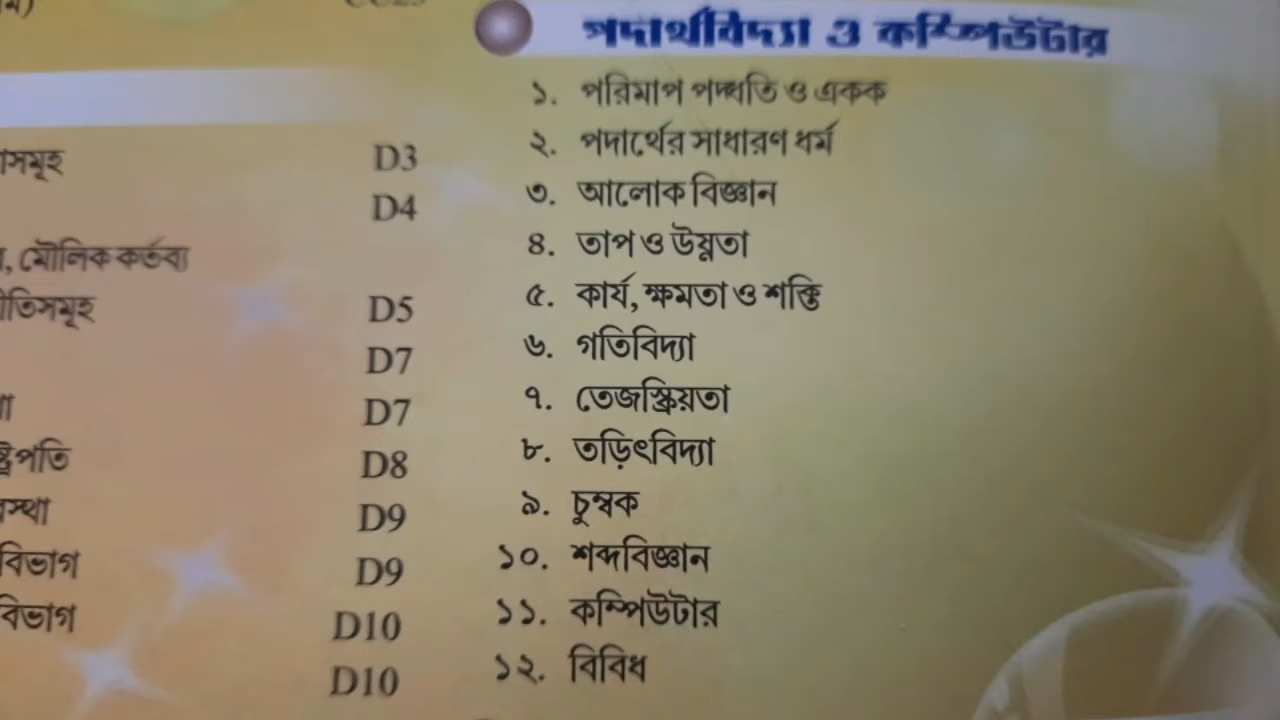 CC25
াসমূহ D3
D4
, মৌলিক কর্তব্য
ীতিসমূহ D5
D7
D7
ষ্ট্রপতি D8
বস্থা D9
বিভাগ D9
বিভাগ D10
D10
পদার্থবিদ্যা ও কম্পিউটার
১. পরিমাপ পদ্ধতি ও একক
২. পদার্থের সাধারণ ধর্ম
৩. আলোক বিজ্ঞান
৪. তাপ ও উষ্ণতা
৫. কার্য, ক্ষমতা ও শক্তি
৬. গতিবিদ্যা
৭. তেজস্ক্রিয়তা
৮. তড়িৎবিদ্যা
৯. চুম্বক
১০. শব্দবিজ্ঞান
১১. কম্পিউটার
১২. বিবিধ